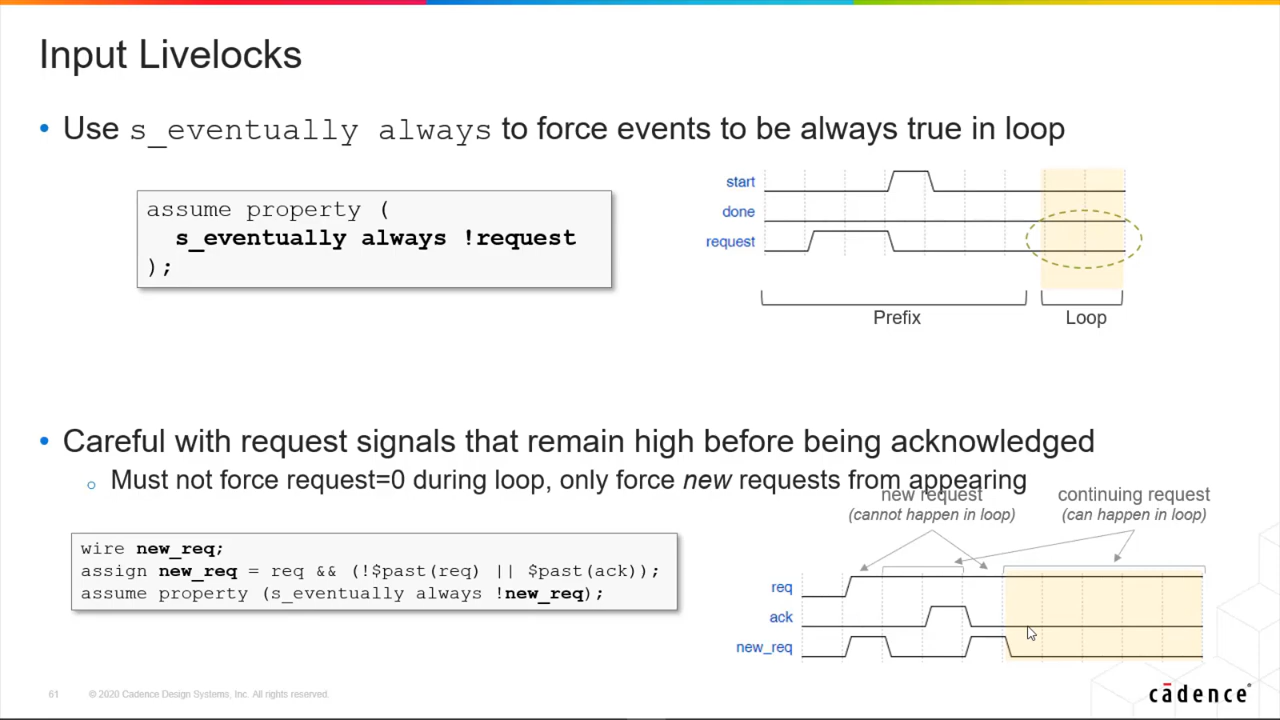 Input Livelocks
• Use s_eventually always to force events to be always true in loop
assume property (
s_eventually always !request
);
start
done
request
Prefix
Loop
• Careful with request signals that remain high before being acknowledged
○ Must not force request=0 during loop, only force new requests from appearing
wire new_req;
assign new_req = req && (!$past(req) || $past(ack));
assume property (s_eventually always !new_req);
new request
(cannot happen in loop)
continuing request
(can happen in loop)
req
ack
new_req
61
© 2020 Cadence Design Systems, Inc. All rights reserved.
cādence®